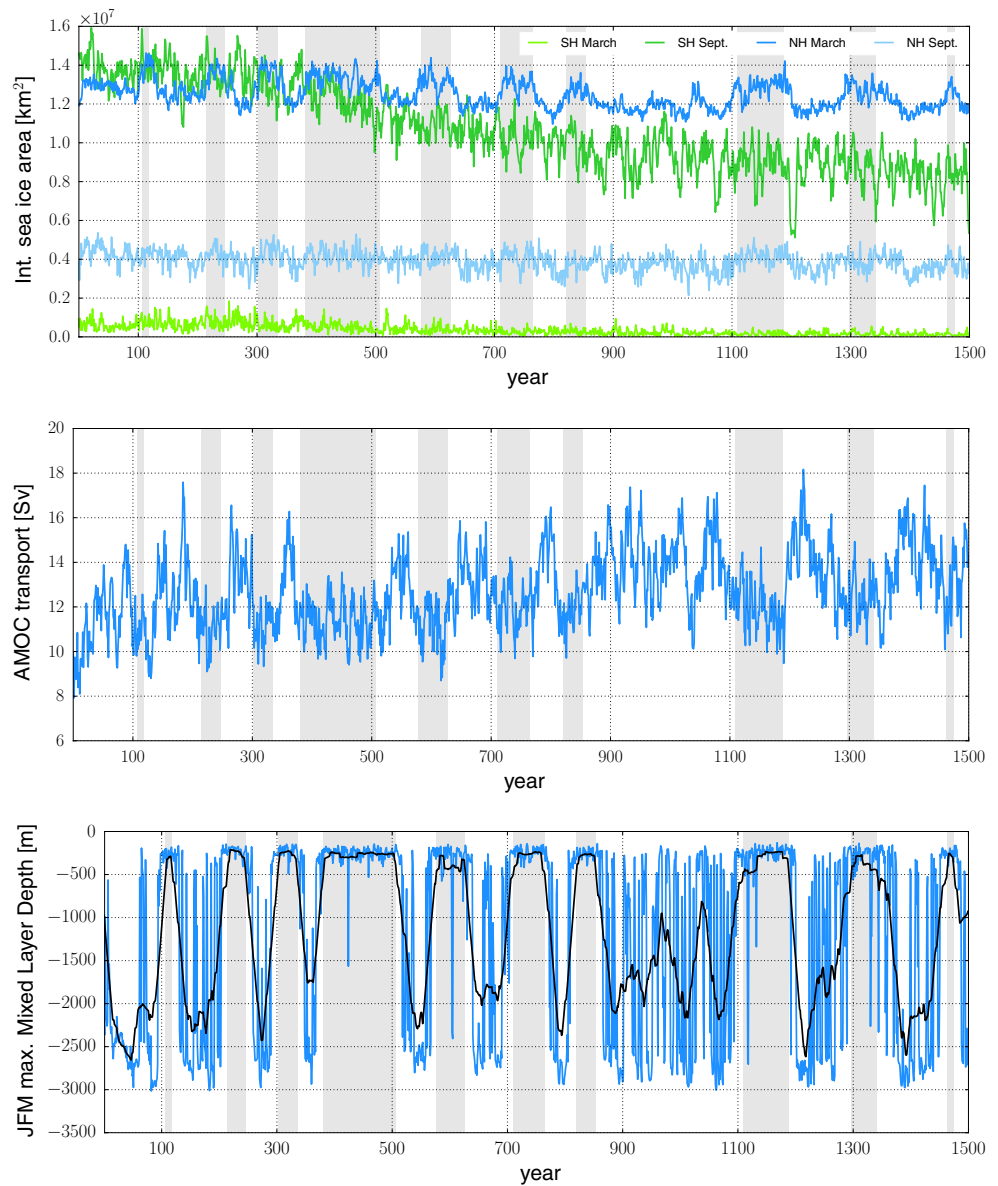 ×10⁷
SH March SH Sept. NH March NH Sept.
1.6
1.4
1.2
1.0
0.8
0.6
0.4
0.2
0.0
Int. sea ice area [km²]
100 300 500 700 900 1100 1300 1500
year
20
18
16
14
12
10
8
6
AMOC transport [Sv]
100 300 500 700 900 1100 1300 1500
year
0
−500
−1000
−1500
−2000
−2500
−3000
−3500
JFM max. Mixed Layer Depth [m]
100 300 500 700 900 1100 1300 1500
year